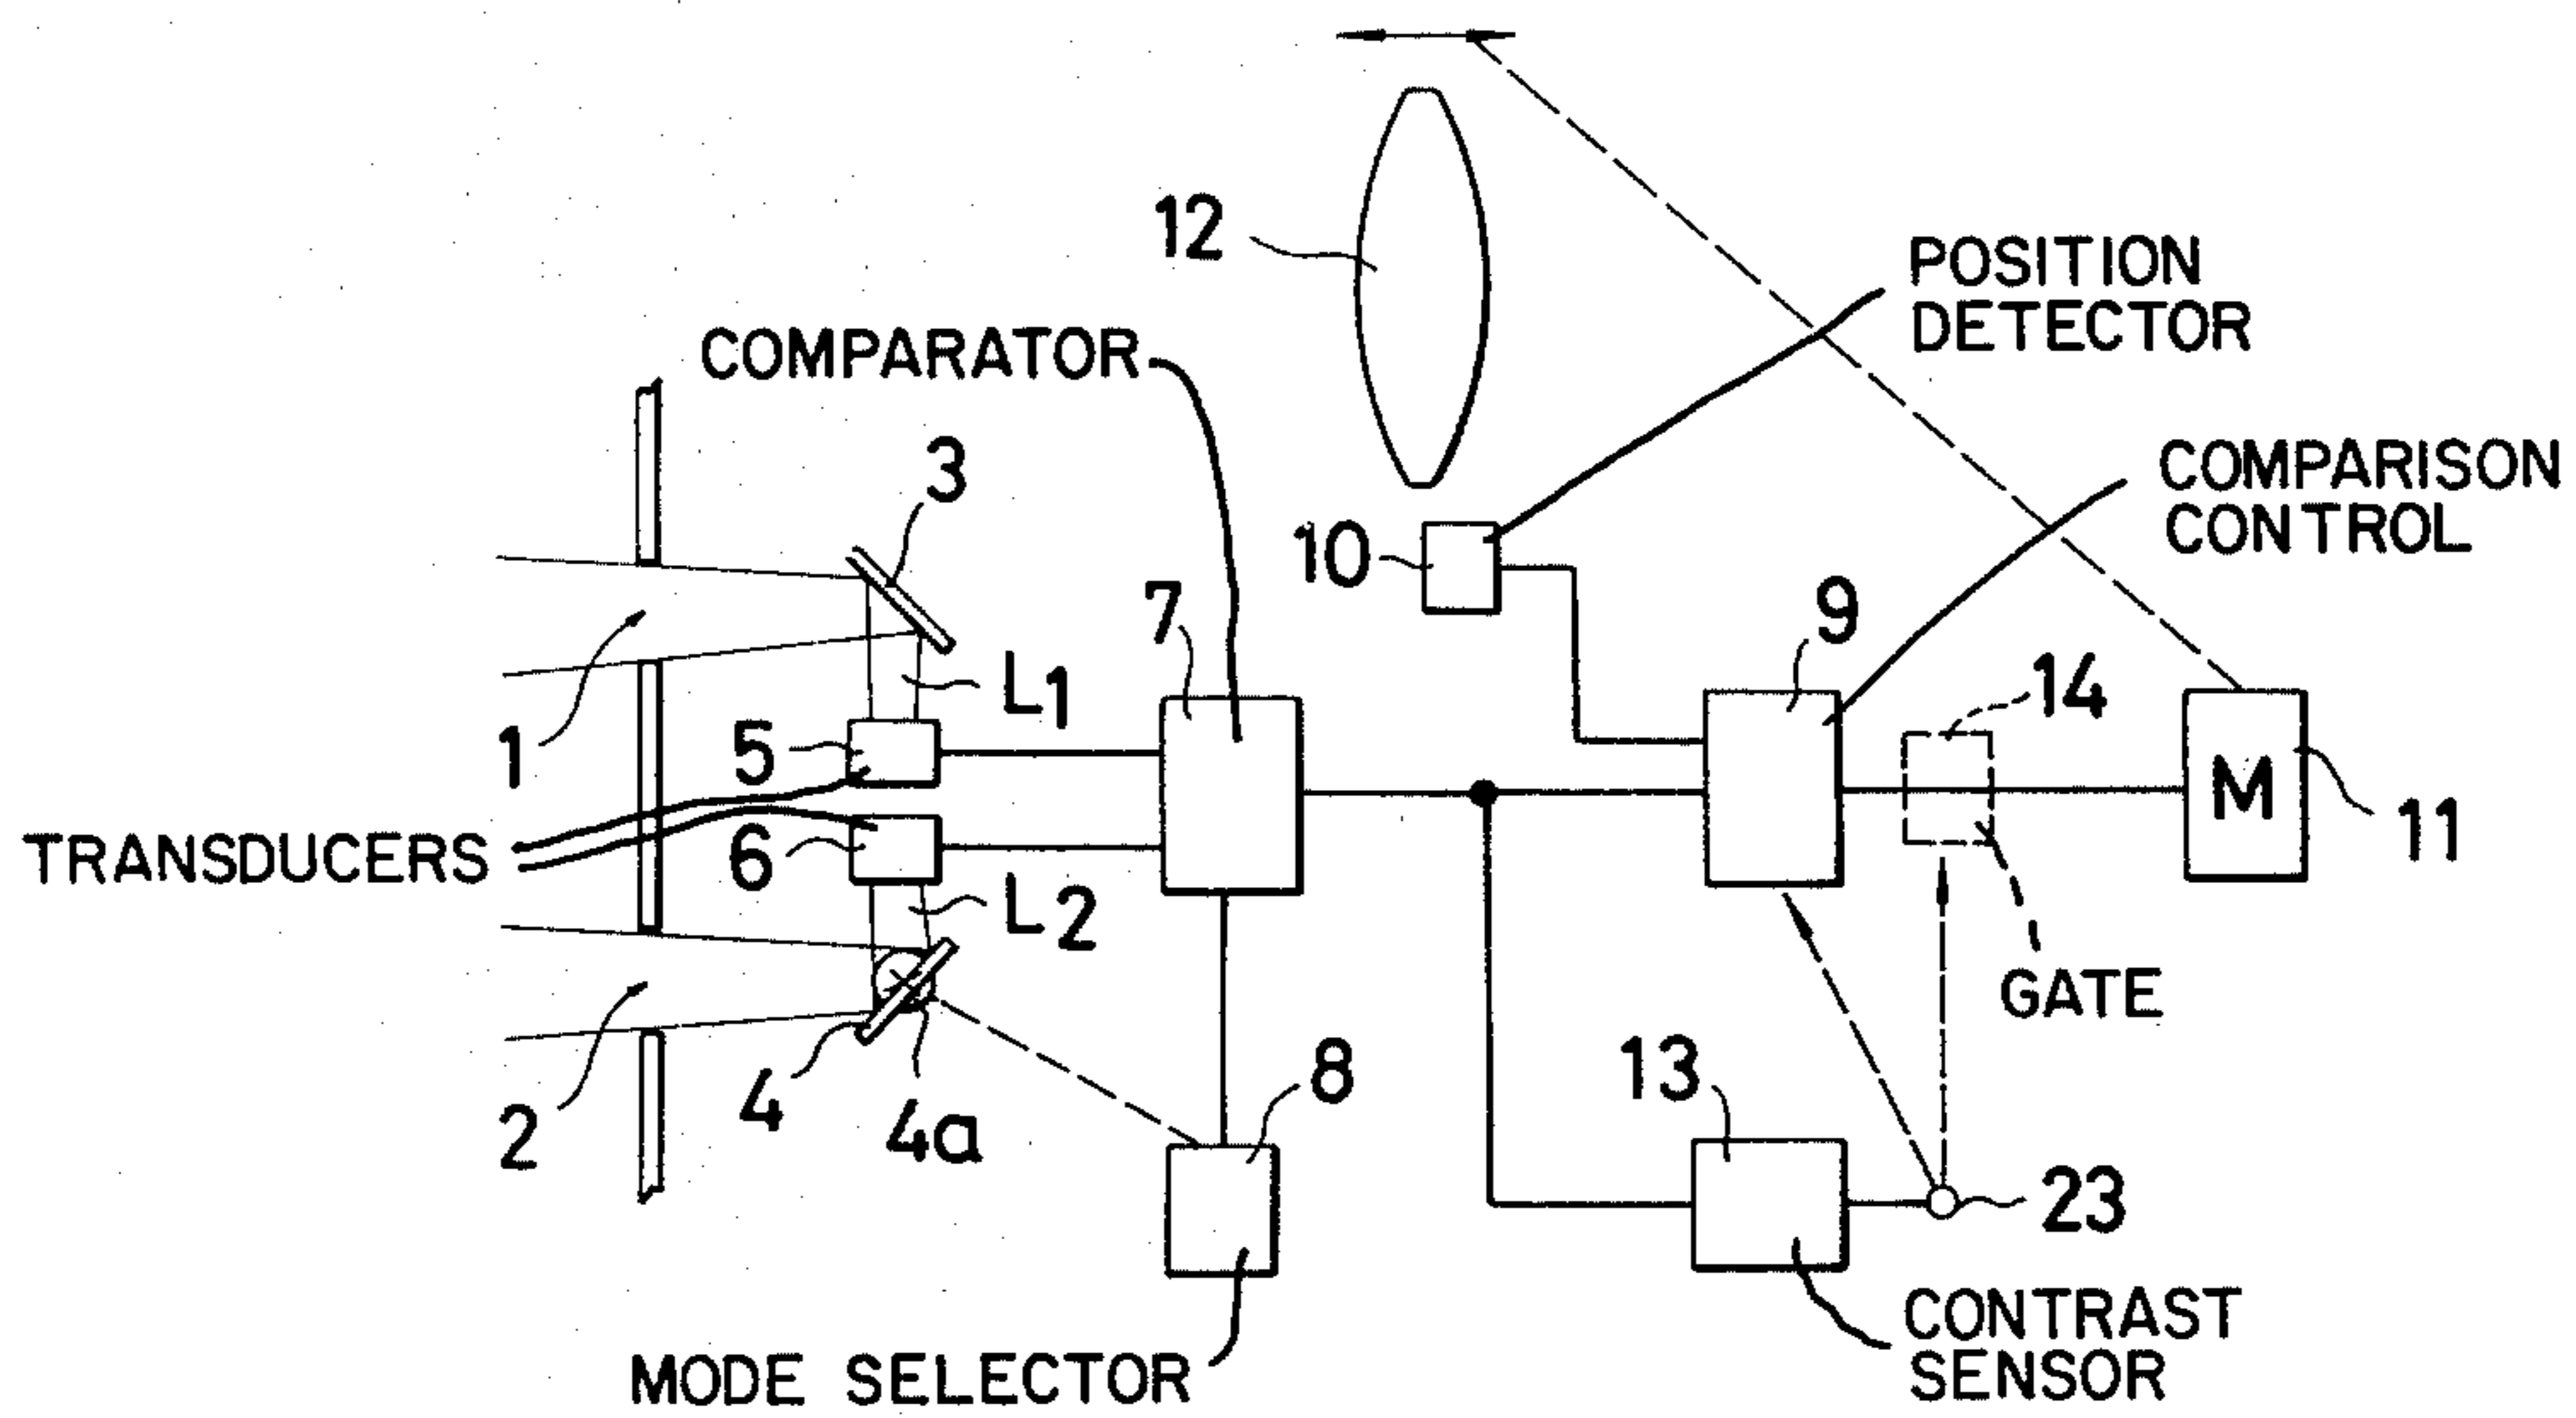 12
POSITION
DETECTOR
COMPARATOR
3
COMPARISON
CONTROL
10
7
9
14
L1
1
5
M
11
TRANSDUCERS
6
L2
GATE
2
4
4a
8
13
23
CONTRAST
SENSOR
MODE SELECTOR